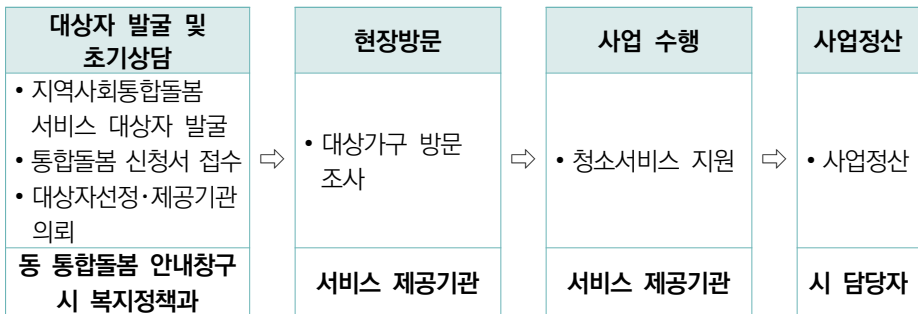 대상자 발굴 및
초기상담
• 지역사회통합돌봄
서비스 대상자 발굴
• 통합돌봄 신청서 접수
• 대상자선정·제공기관
의뢰
동 통합돌봄 안내창구
시 복지정책과
⇨
현장방문
• 대상가구 방문
조사
서비스 제공기관
⇨
사업 수행
• 청소서비스 지원
서비스 제공기관
⇨
사업정산
• 사업정산
시 담당자